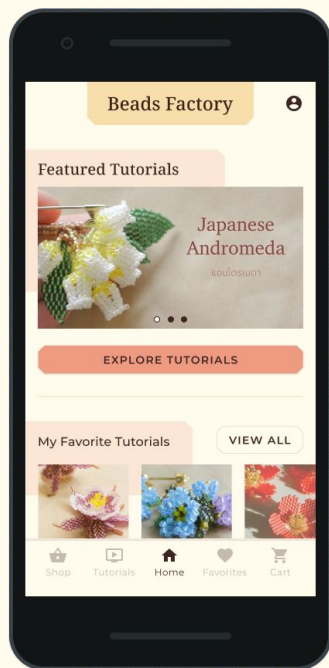 Beads Factory
Featured Tutorials
Japanese
Andromeda
แอนโดรเมดา
EXPLORE TUTORIALS
My Favorite Tutorials
VIEW ALL
Shop
Tutorials
Home
Favorites
Cart